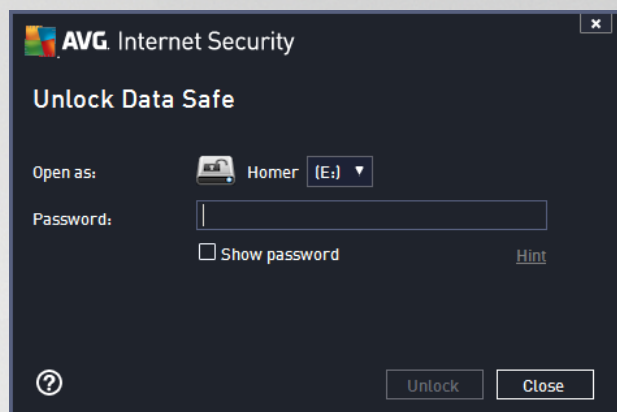 AVG. Internet Security
x
Unlock Data Safe
Open as: Homer (E:) ▼
Password:
Show password Hint
? Unlock Close